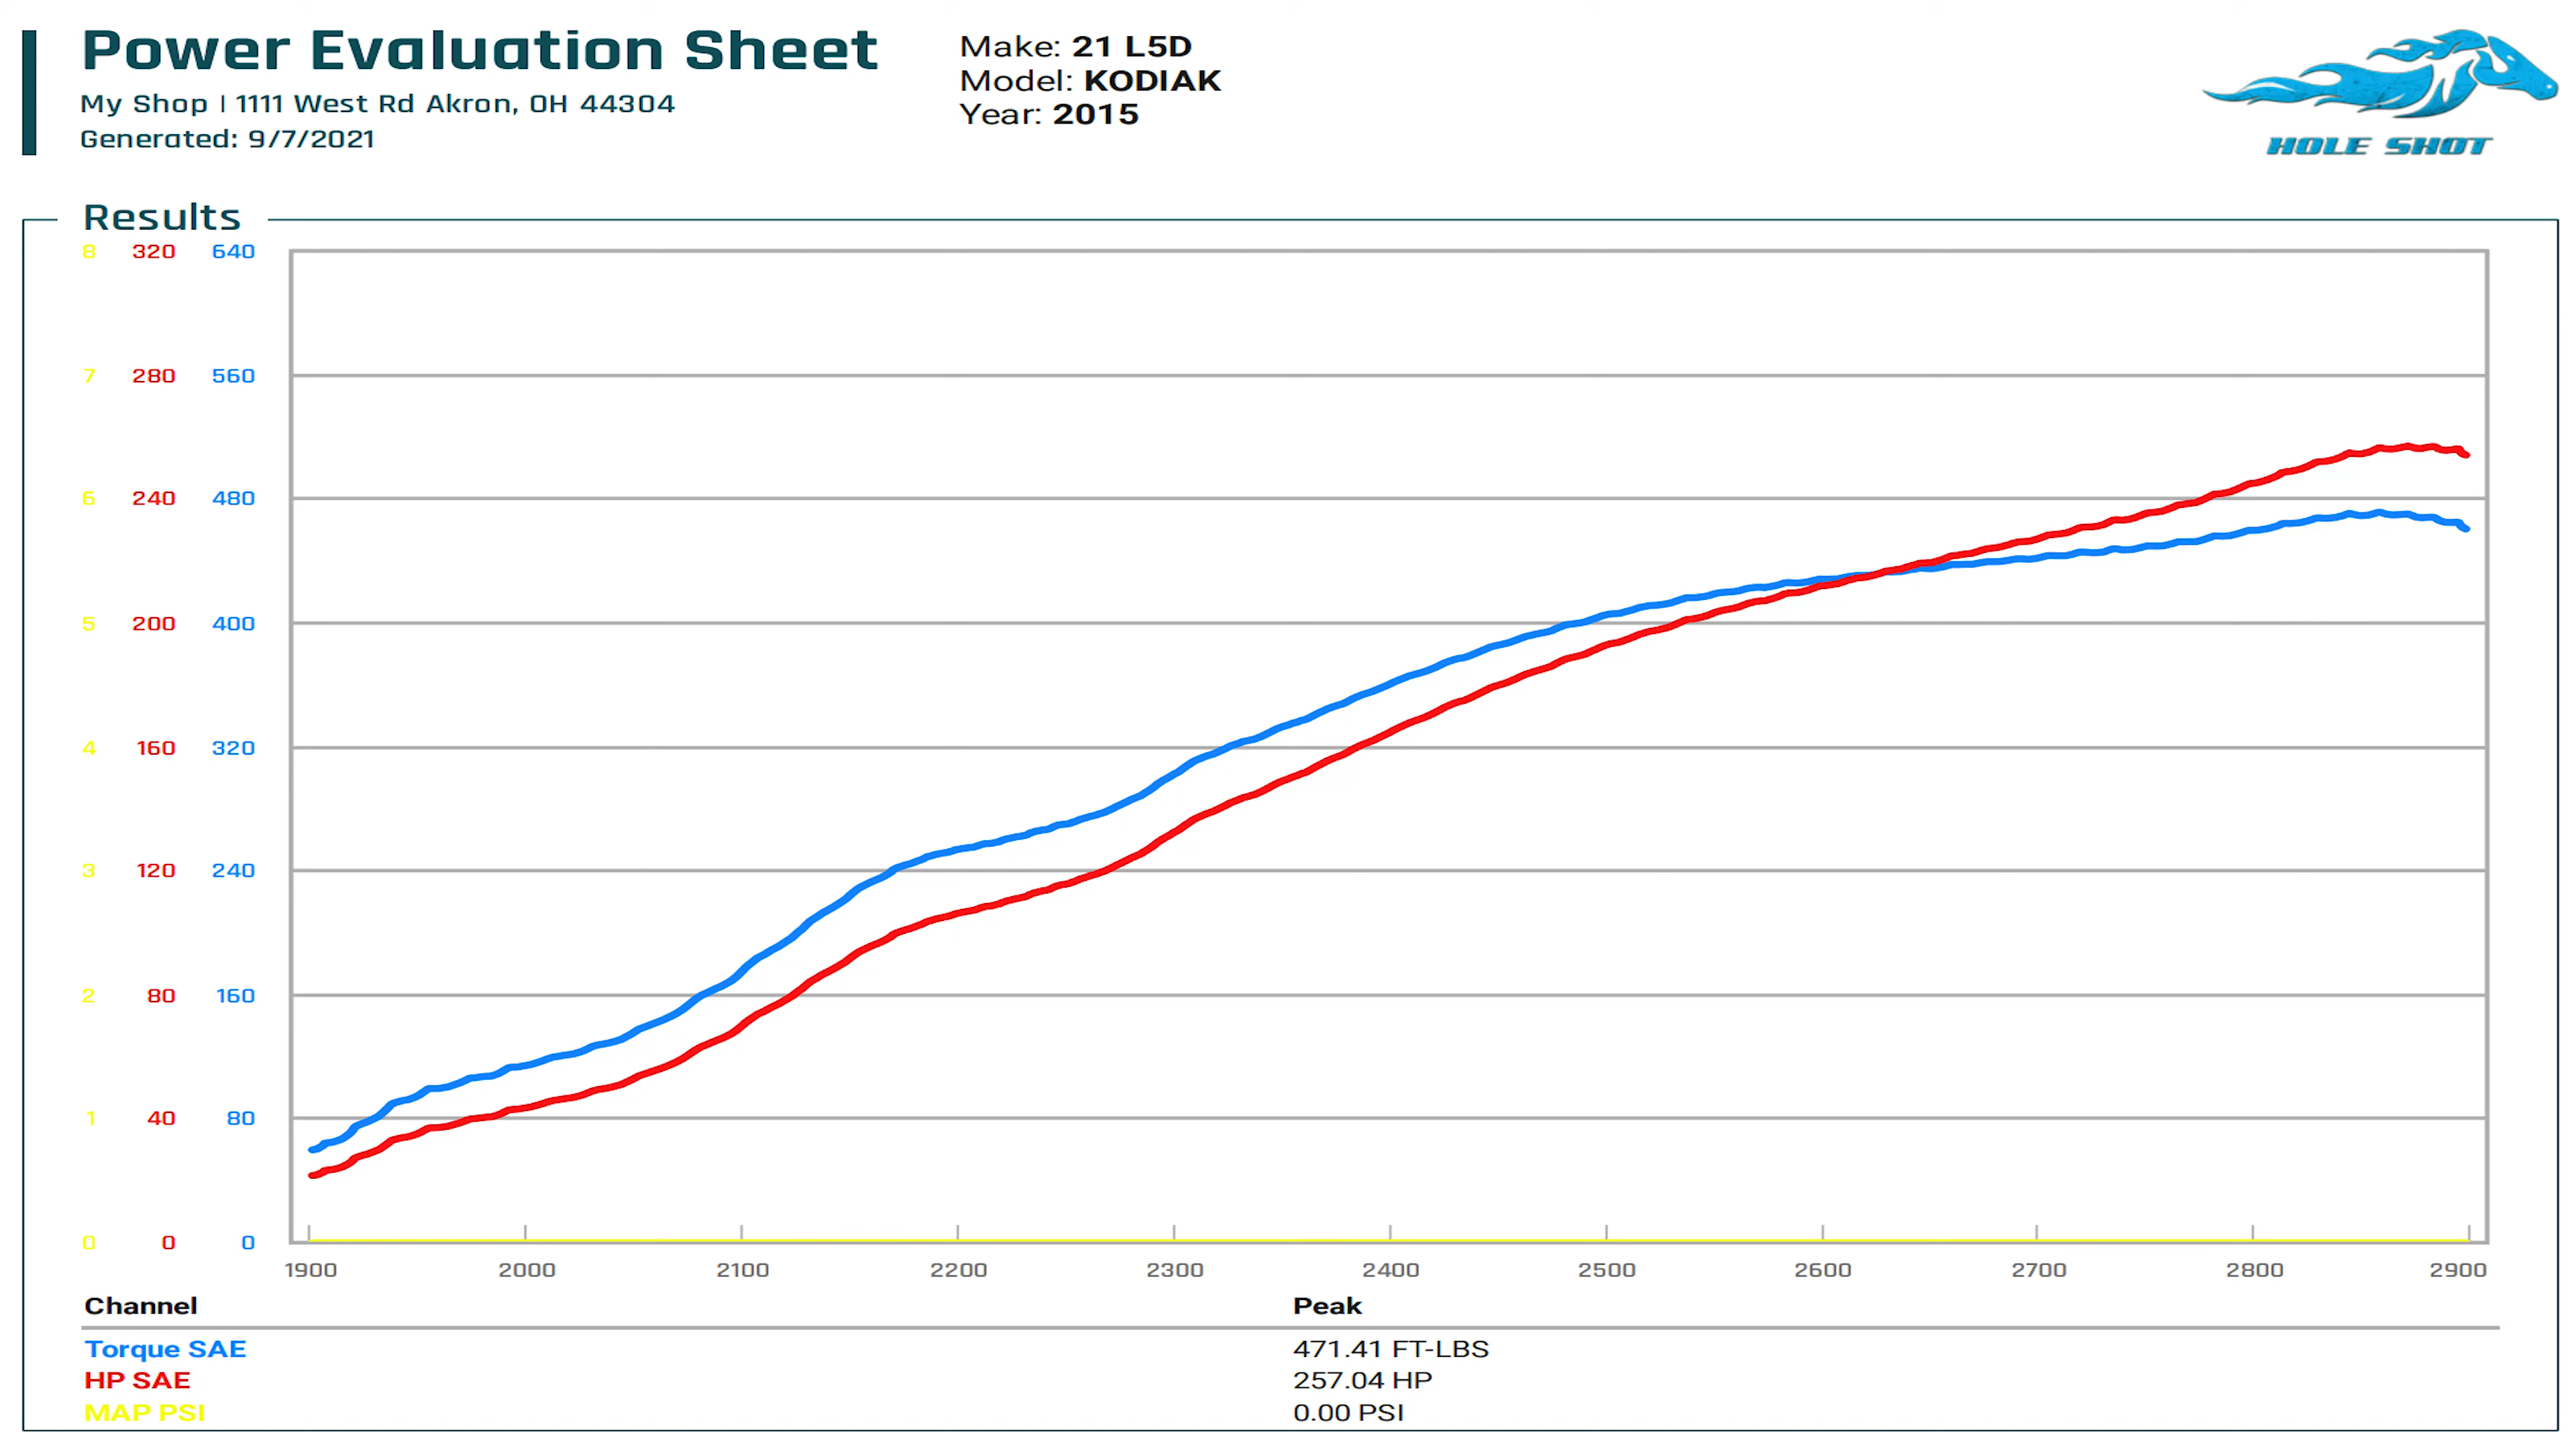 Power Evaluation Sheet
My Shop | 1111 West Rd Akron, OH 44304
Generated: 9/7/2021
Make: 21 L5D
Model: KODIAK
Year: 2015
HOLE SHOT
Results
8 320 640
7 280 560
6 240 480
5 200 400
4 160 320
3 120 240
2 80 160
1 40 80
0 0 0
1900 2000 2100 2200 2300 2400 2500 2600 2700 2800 2900
Channel Peak
Torque SAE 471.41 FT-LBS
HP SAE 257.04 HP
MAP PSI 0.00 PSI